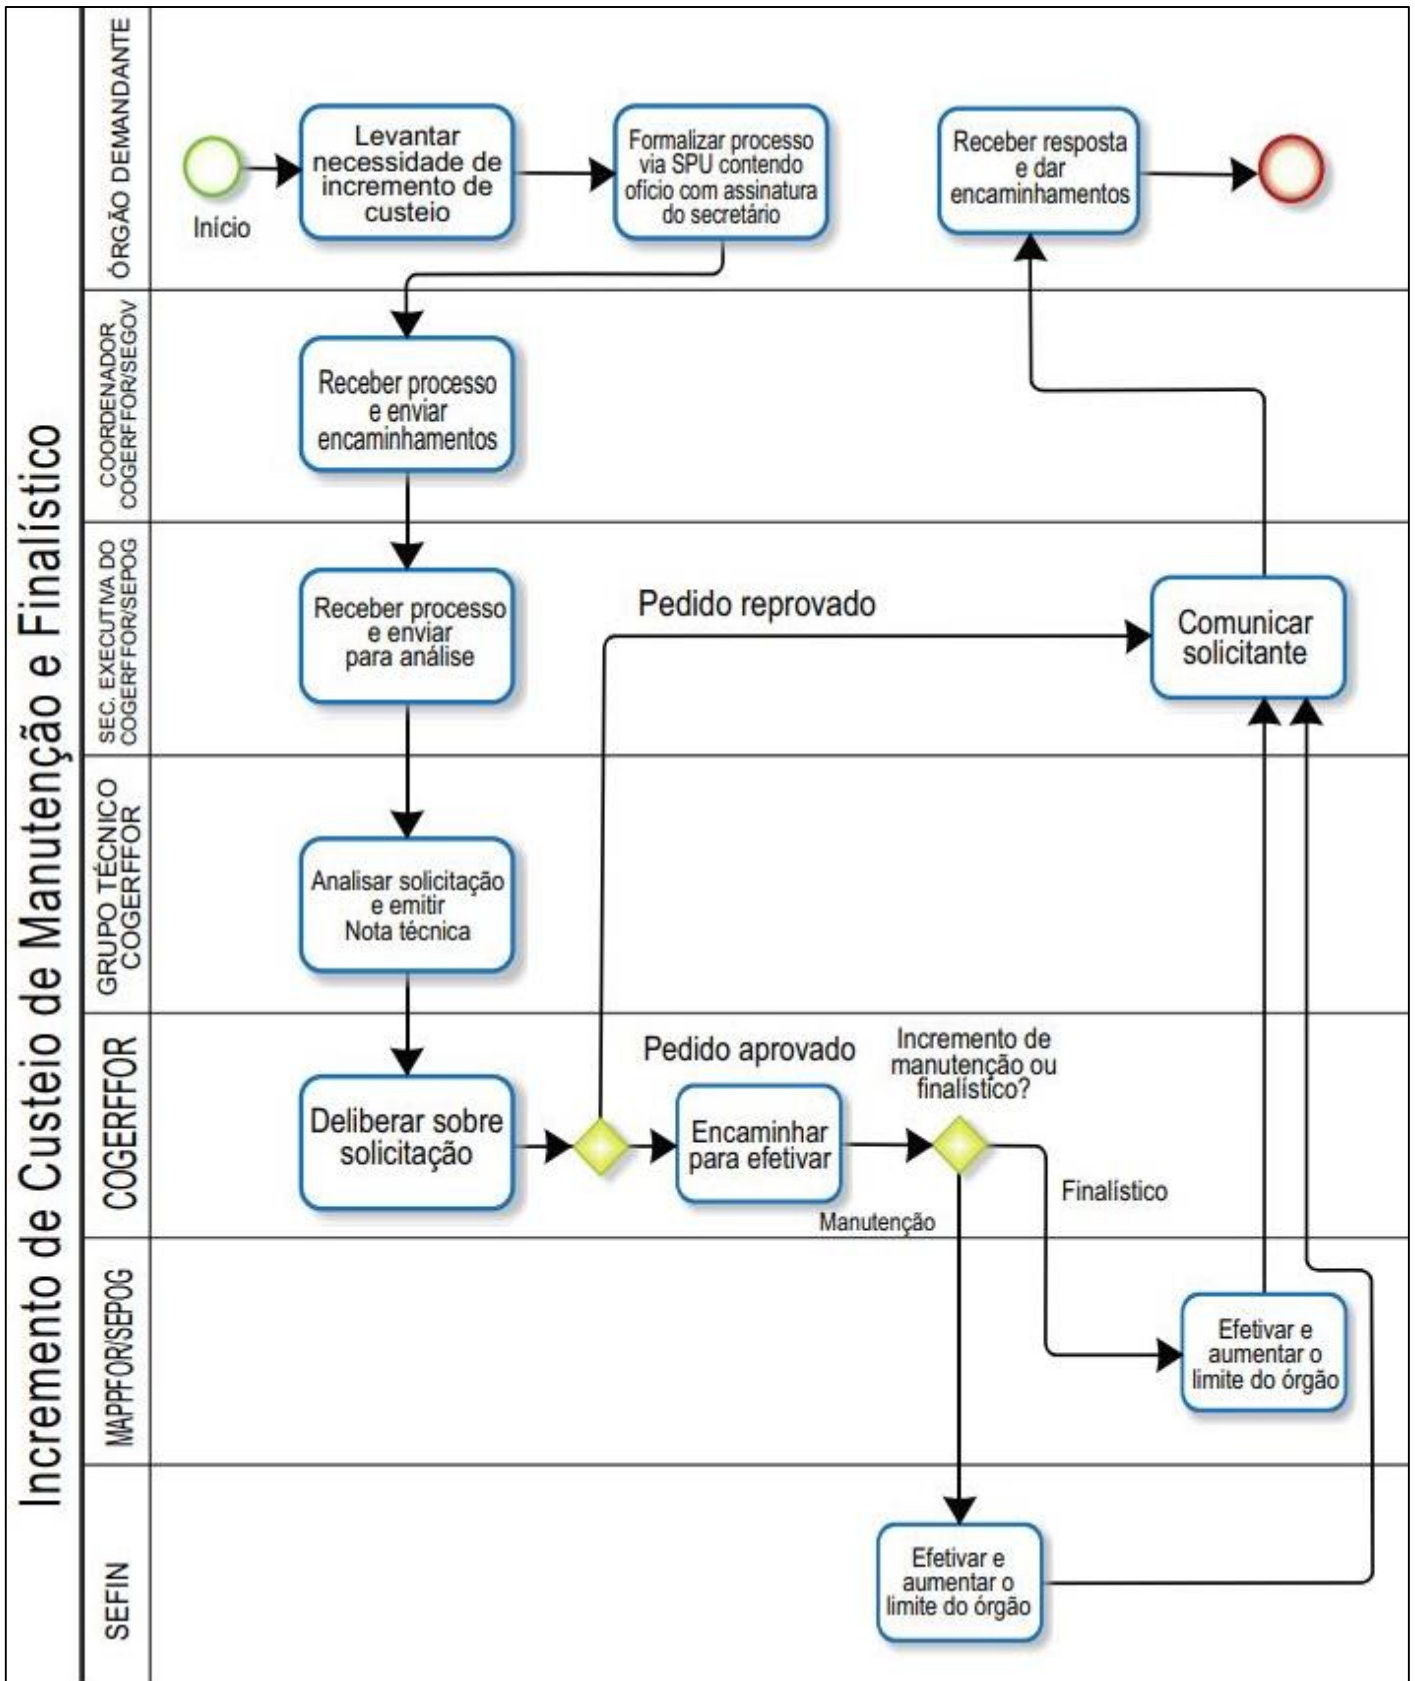 Incremento de Custeio de Manutenção e Finalístico
ÓRGÃO DEMANDANTE
Início
Levantar
necessidade de
incremento de
custeio
Formalizar processo
via SPU contendo
ofício com assinatura
do secretário
Receber resposta
e dar
encaminhamentos
COORDENADOR
COGERFFOR/SEGOV
Receber processo
e enviar
encaminhamentos
SEC. EXECUTIVA DO
COGERFFOR/SEPOG
Receber processo
e enviar
para análise
Pedido reprovado
Comunicar
solicitante
GRUPO TÉCNICO
COGERFFOR
Analisar solicitação
e emitir
Nota técnica
COGERFFOR
Deliberar sobre
solicitação
Pedido aprovado
Encaminhar
para efetivar
Incremento de
manutenção ou
finalístico?
Finalístico
Manutenção
MAPPFOR/SEPOG
Efetivar e
aumentar o
limite do órgão
SEFIN
Efetivar e
aumentar o
limite do órgão